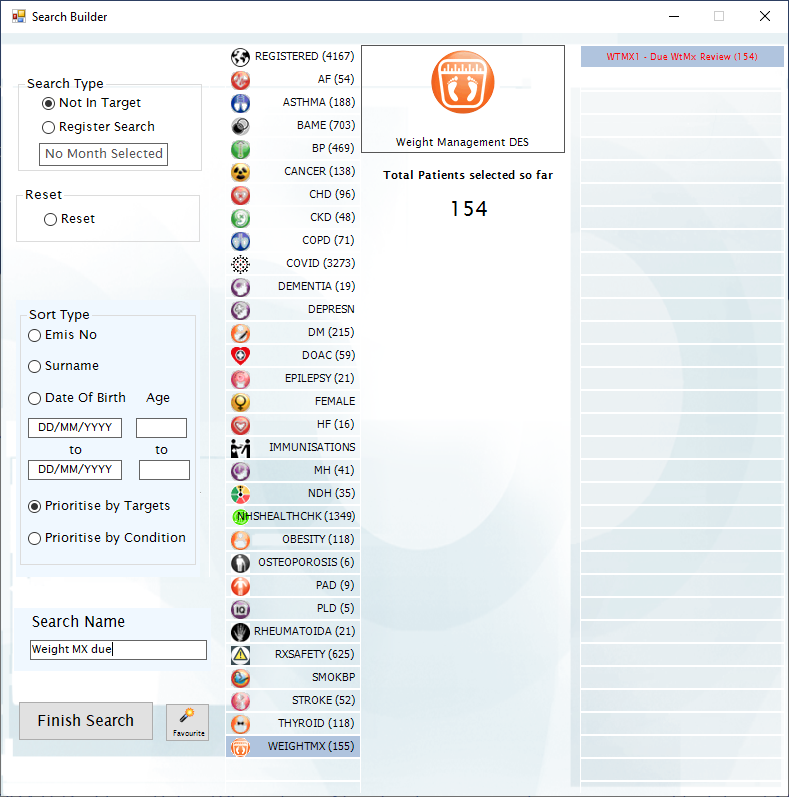 Search Builder
Search Type
Not In Target
Register Search
No Month Selected
Reset
Reset
Sort Type
Emis No
Surname
Date Of Birth Age
DD/MM/YYYY
to to
DD/MM/YYYY
Prioritise by Targets
Prioritise by Condition
Search Name
Weight MX due
Finish Search
Favourite
REGISTERED (4167)
AF (54)
ASTHMA (188)
BAME (703)
BP (469)
CANCER (138)
CHD (96)
CKD (48)
COPD (71)
COVID (3273)
DEMENTIA (19)
DEPRESN
DM (215)
DOAC (59)
EPILEPSY (21)
FEMALE
HF (16)
IMMUNISATIONS
MH (41)
NDH (35)
NHSHEALTHCHK (1349)
OBESITY (118)
OSTEOPOROSIS (6)
PAD (9)
IQ
PLD (5)
RHEUMATOIDA (21)
RXSAFETY (625)
SMOKBP
STROKE (52)
THYROID (118)
WEIGHTMX (155)
Weight Management DES
Total Patients selected so far
154
WTMX1 - Due WtMx Review (154)